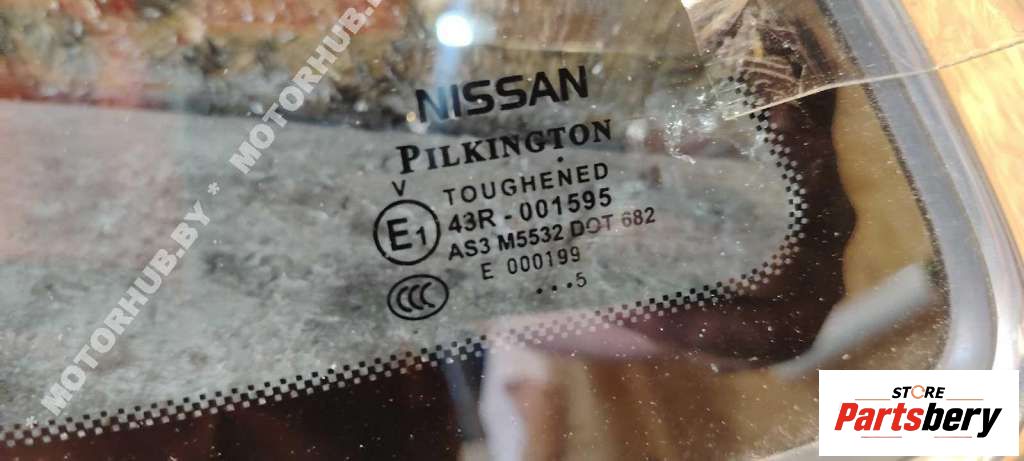 * MOTORHUB.BY * MOTORHUB.BY
NISSAN
PILKINGTON
V
TOUGHENED
E1
43R - 001595
AS3 M5532 DOT 682
E 000199
...5
CCC
STORE
Partsbery